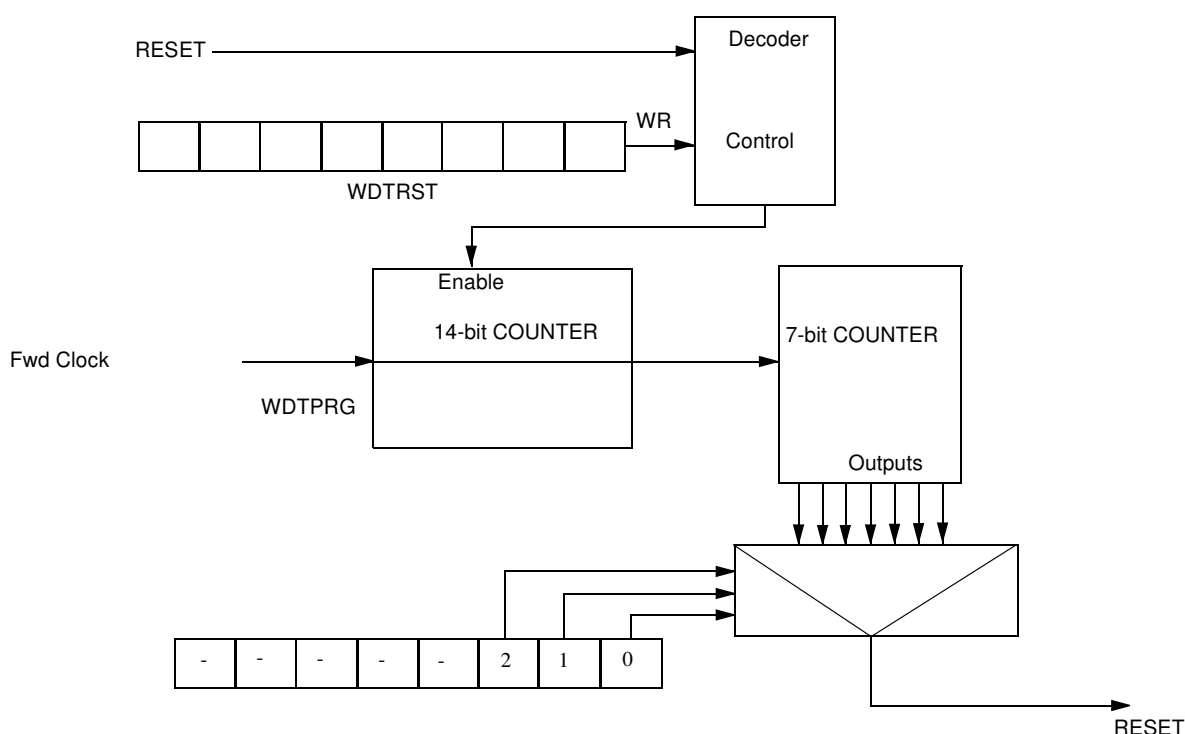 Decoder
RESET
WR
Control
WDTRST
Enable
14-bit COUNTER
7-bit COUNTER
Fwd Clock
WDTPRG
Outputs
- - - - - 2 1 0
RESET